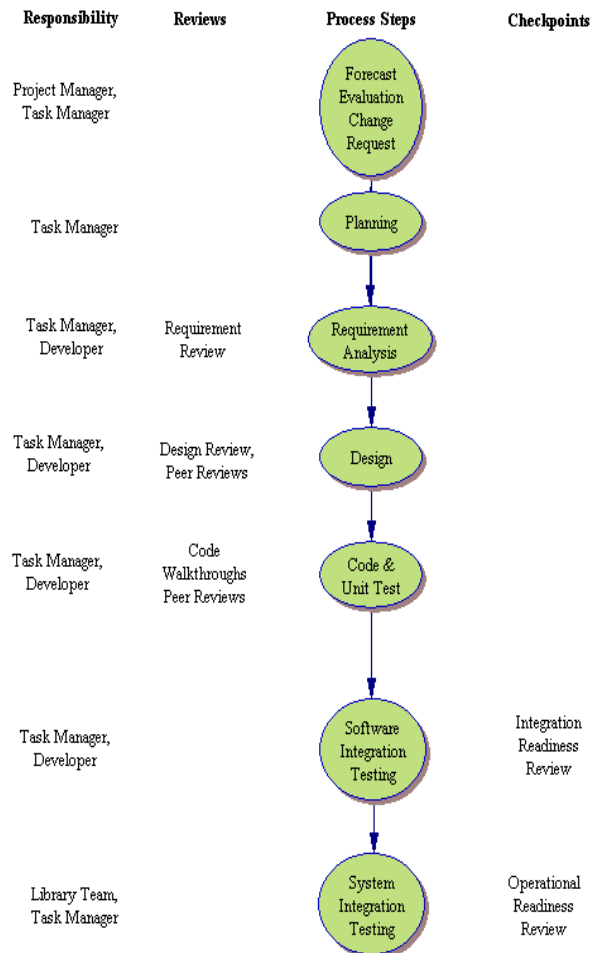 Responsibility Reviews Process Steps Checkpoints
Project Manager,
Task Manager
Forecast
Evaluation
Change
Request
Task Manager
Planning
Task Manager,
Developer
Requirement
Review
Requirement
Analysis
Task Manager,
Developer
Design Review,
Peer Reviews
Design
Task Manager,
Developer
Code
Walkthroughs
Peer Reviews
Code &
Unit Test
Task Manager,
Developer
Software
Integration
Testing
Integration
Readiness
Review
Library Team,
Task Manager
System
Integration
Testing
Operational
Readiness
Review